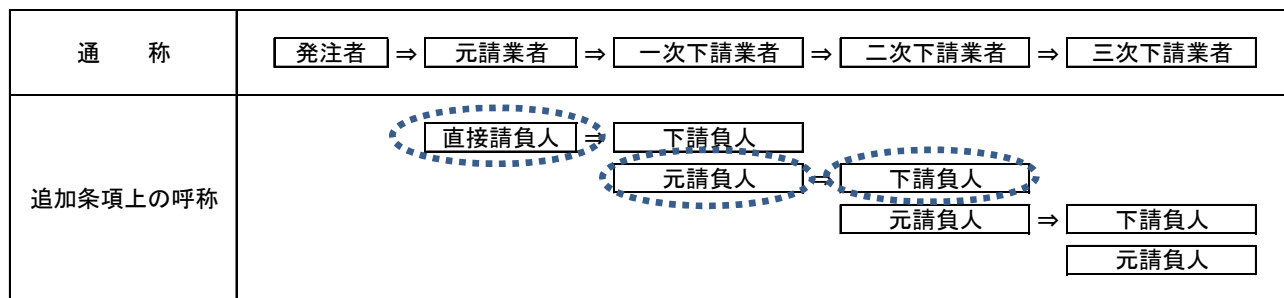 通　　称
発注者 ⇒ 元請業者 ⇒ 一次下請業者 ⇒ 二次下請業者 ⇒ 三次下請業者
追加条項上の呼称
直接請負人 ⇒ 下請負人
元請負人 ⇒ 下請負人
元請負人 ⇒ 下請負人
元請負人